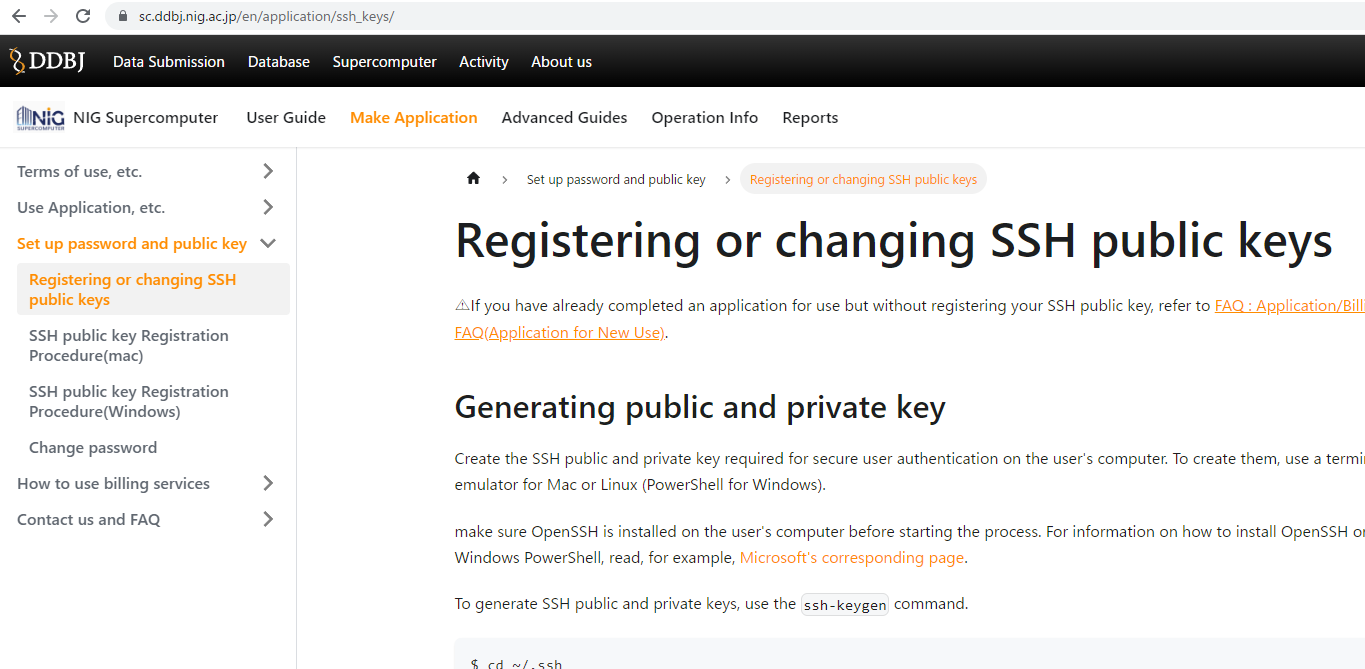 sc.ddbj.nig.ac.jp/en/application/ssh_keys/
DDBJ Data Submission Database Supercomputer Activity About us
NIG SUPERCOMPUTER NIG Supercomputer User Guide Make Application Advanced Guides Operation Info Reports
Terms of use, etc.
Use Application, etc.
Set up password and public key
Registering or changing SSH
public keys
SSH public key Registration
Procedure(mac)
SSH public key Registration
Procedure(Windows)
Change password
How to use billing services
Contact us and FAQ
Set up password and public key Registering or changing SSH public keys
Registering or changing SSH public keys
⚠If you have already completed an application for use but without registering your SSH public key, refer to FAQ : Application/Bill
FAQ(Application for New Use).
Generating public and private key
Create the SSH public and private key required for secure user authentication on the user's computer. To create them, use a termi
emulator for Mac or Linux (PowerShell for Windows).
make sure OpenSSH is installed on the user's computer before starting the process. For information on how to install OpenSSH or
Windows PowerShell, read, for example, Microsoft's corresponding page.
To generate SSH public and private keys, use the ssh-keygen command.
$ cd ~/.ssh